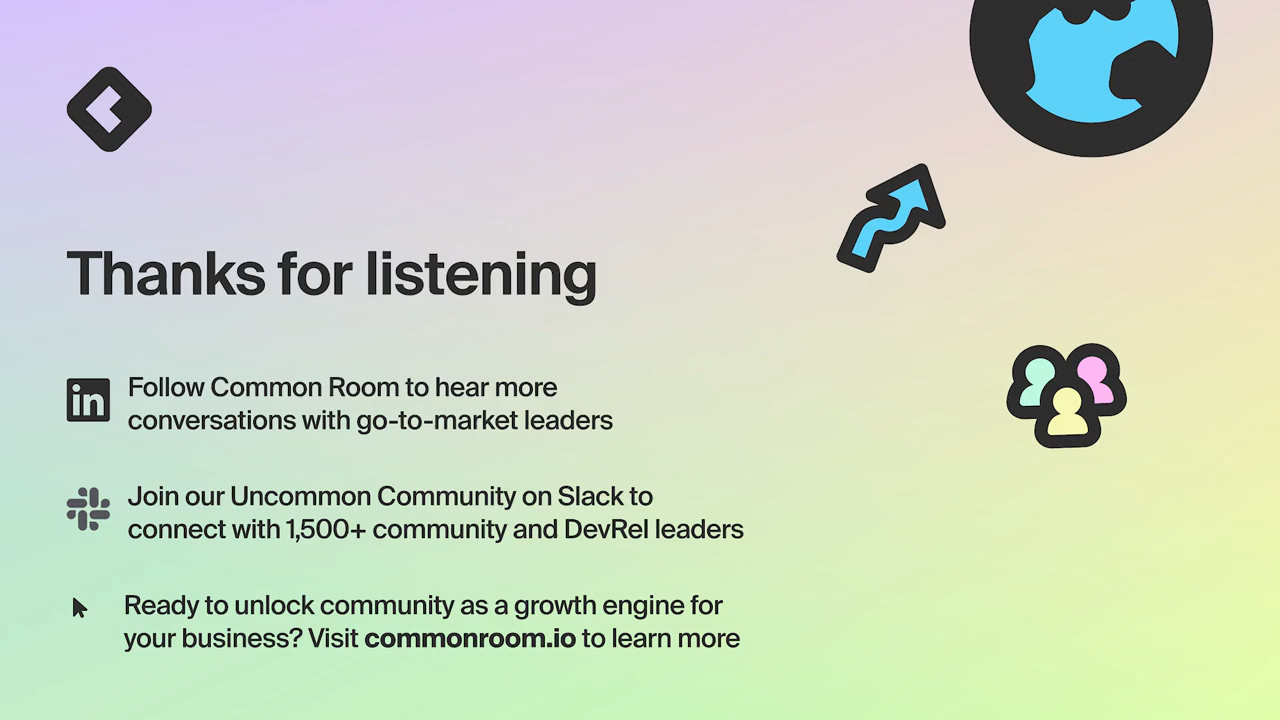 Thanks for listening
in
Follow Common Room to hear more
conversations with go-to-market leaders
Join our Uncommon Community on Slack to
connect with 1,500+ community and DevRel leaders
Ready to unlock community as a growth engine for
your business? Visit commonroom.io to learn more